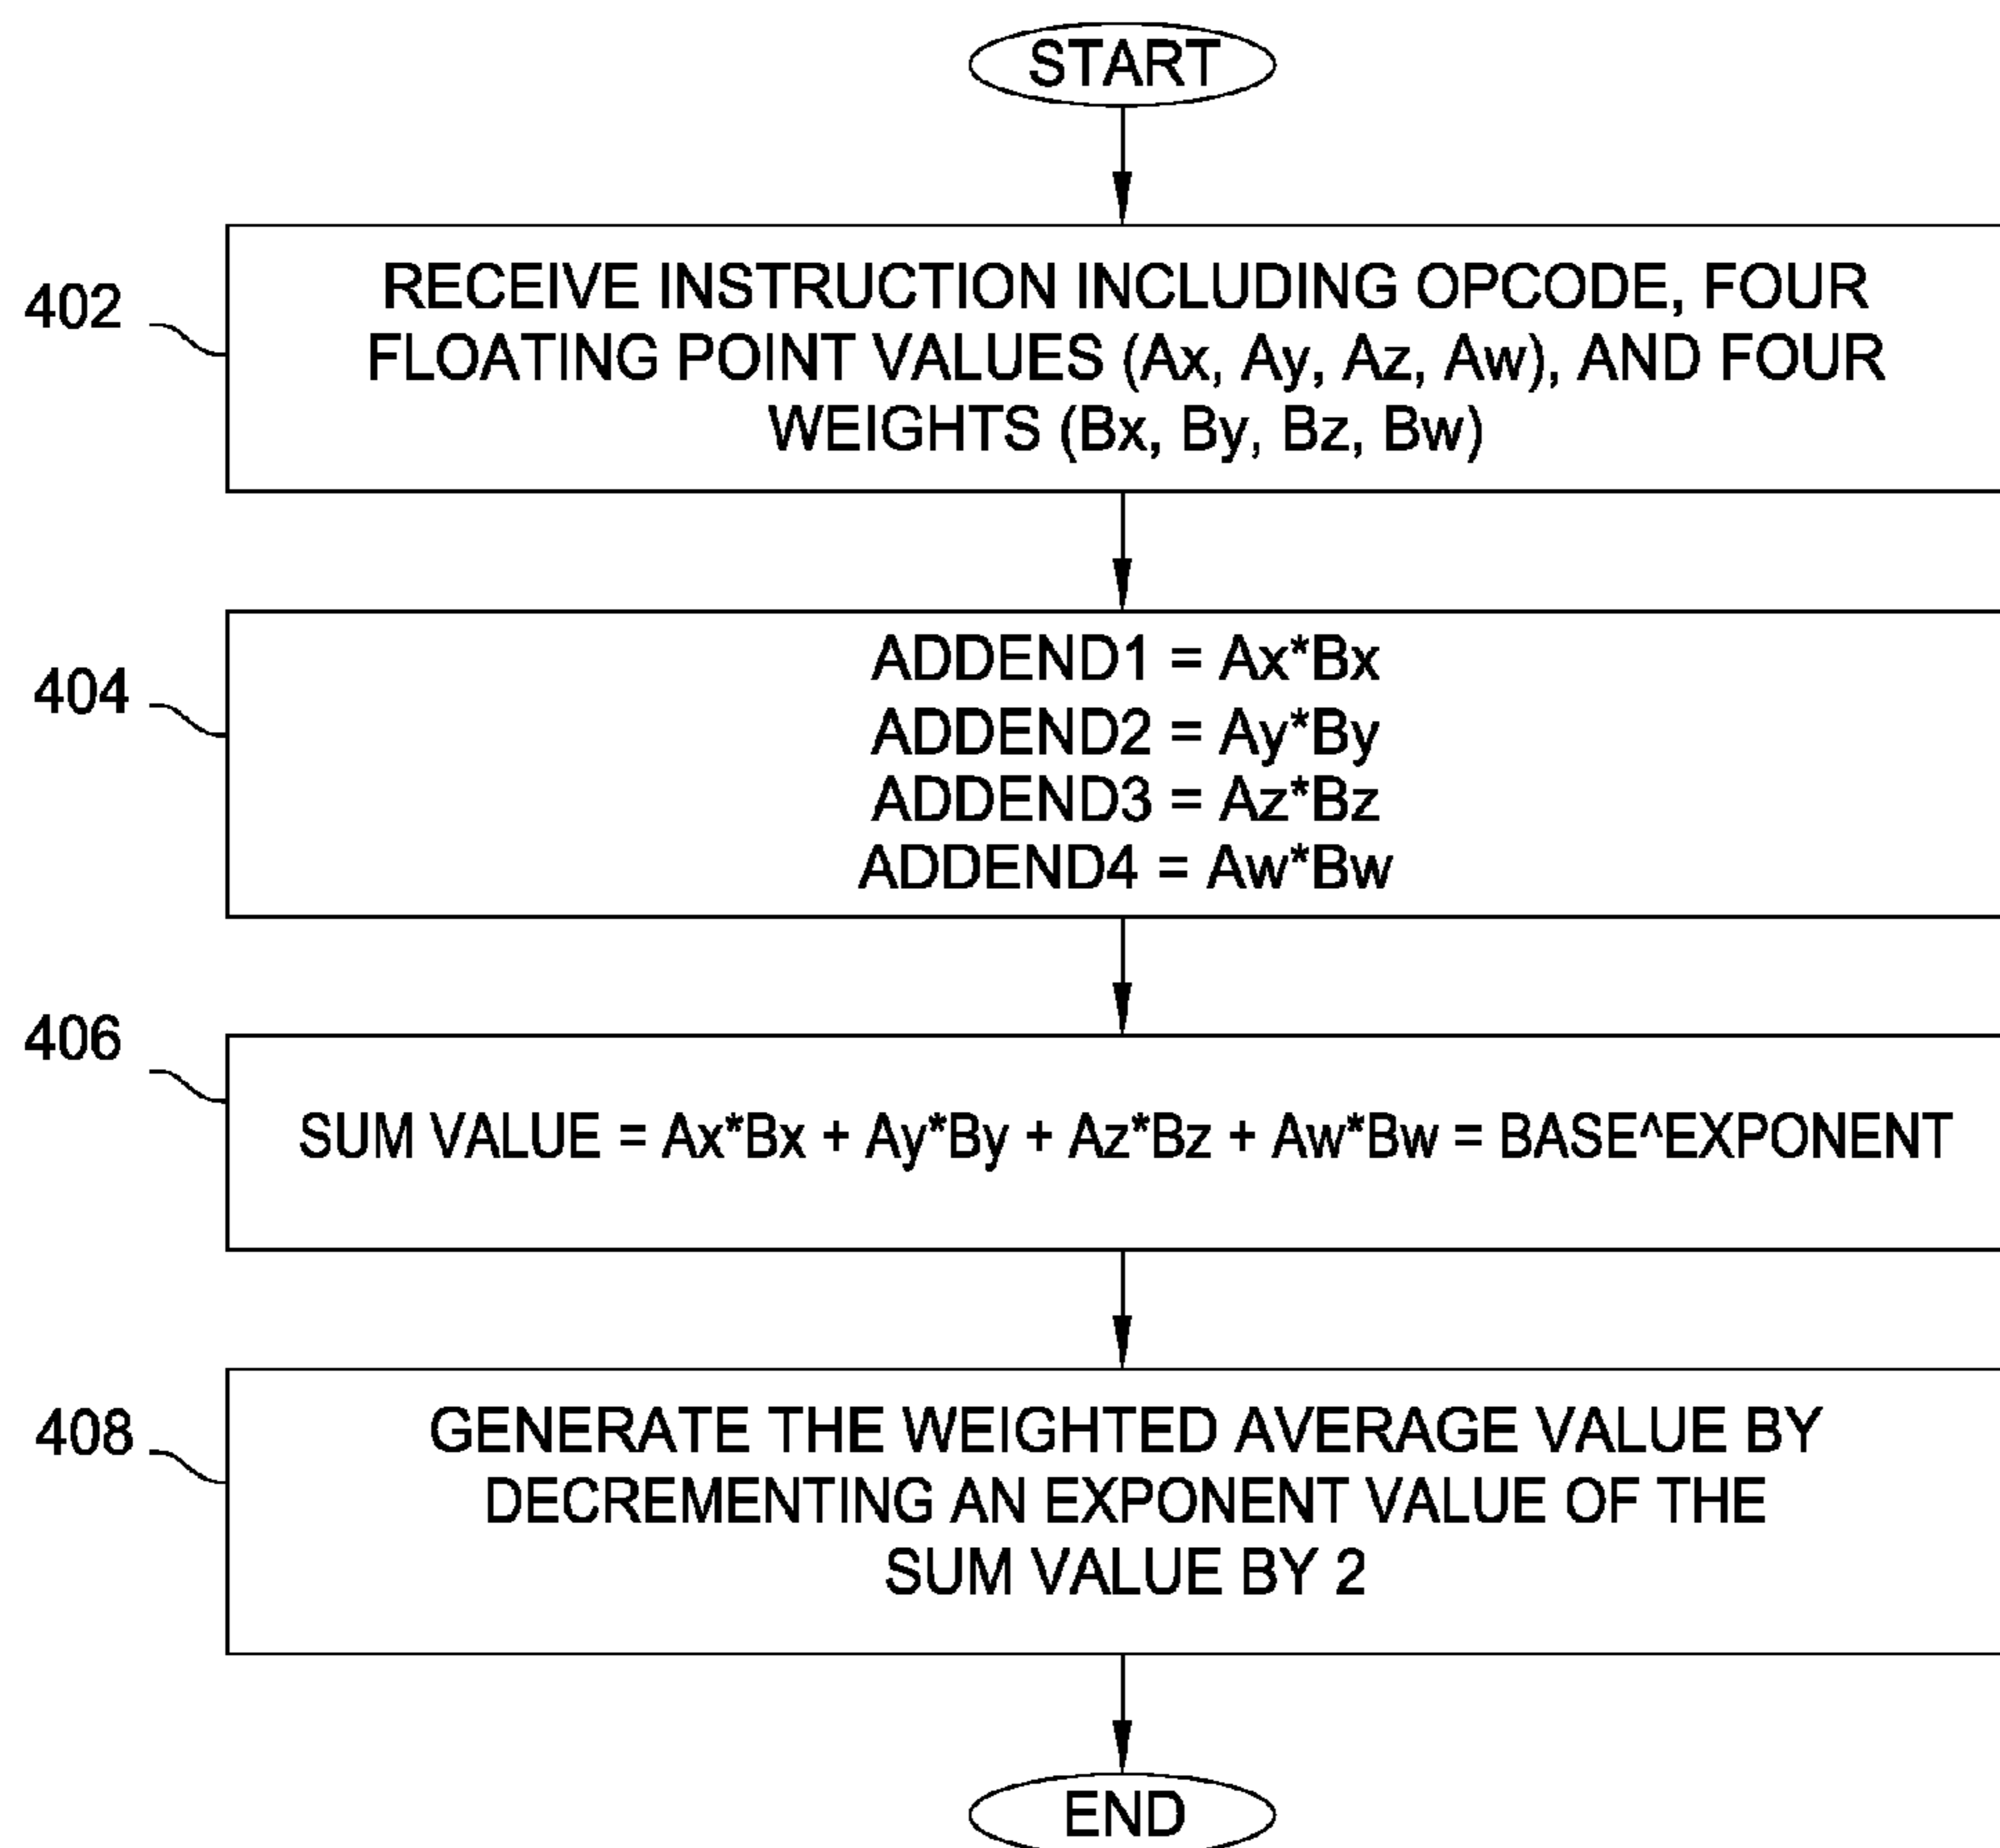 START
402
RECEIVE INSTRUCTION INCLUDING OPCODE, FOUR
FLOATING POINT VALUES (Ax, Ay, Az, Aw), AND FOUR
WEIGHTS (Bx, By, Bz, Bw)
404
ADDEND1 = Ax*Bx
ADDEND2 = Ay*By
ADDEND3 = Az*Bz
ADDEND4 = Aw*Bw
406
SUM VALUE = Ax*Bx + Ay*By + Az*Bz + Aw*Bw = BASE^EXPONENT
408
GENERATE THE WEIGHTED AVERAGE VALUE BY
DECREMENTING AN EXPONENT VALUE OF THE
SUM VALUE BY 2
END